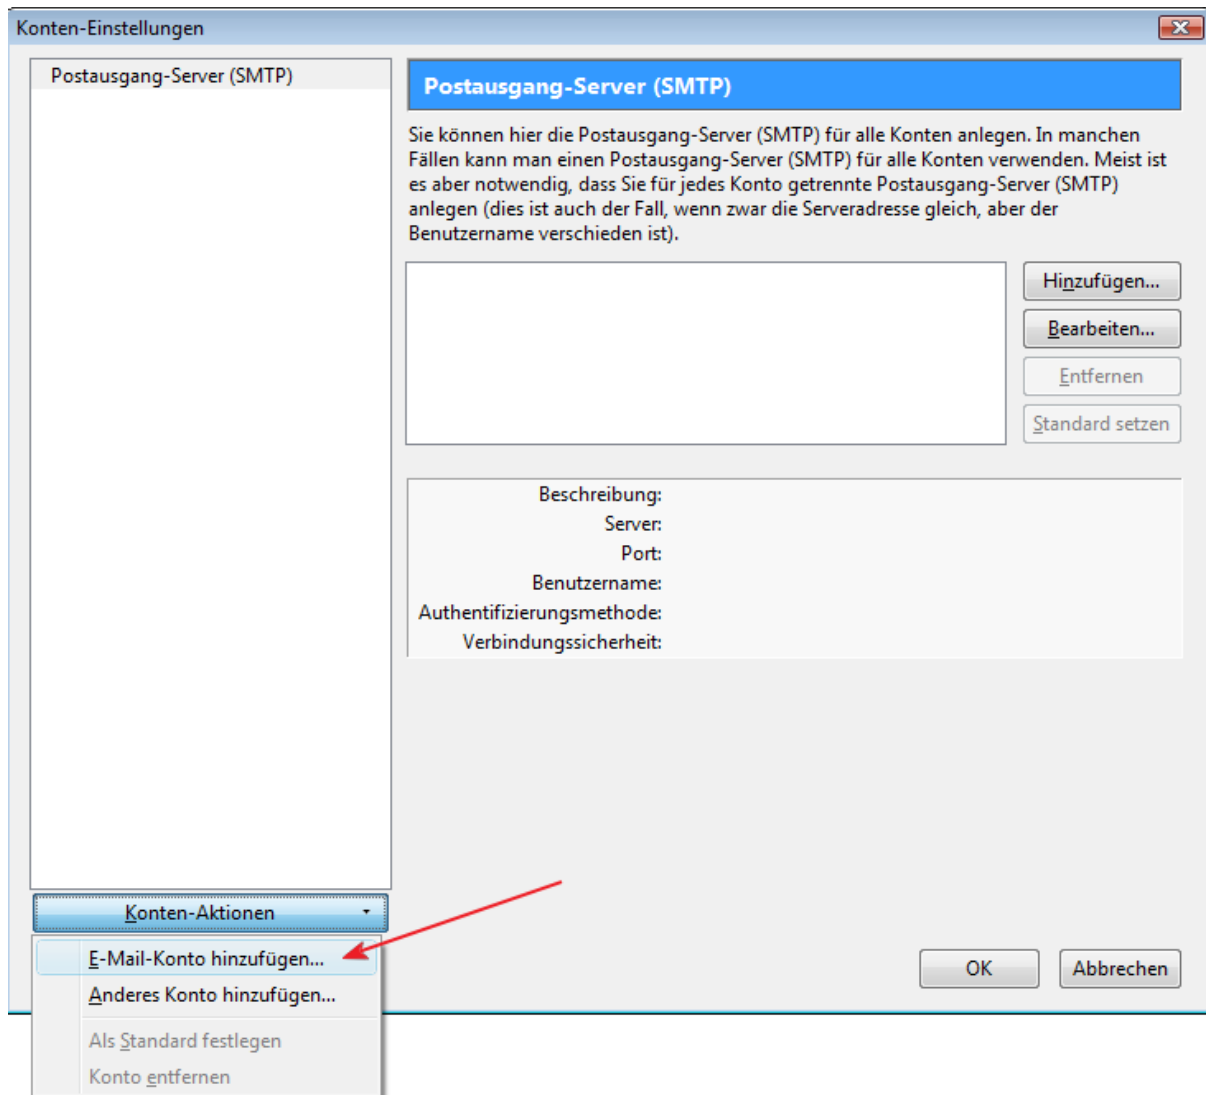 Konten-Einstellungen
Postausgang-Server (SMTP)
Postausgang-Server (SMTP)
Sie können hier die Postausgang-Server (SMTP) für alle Konten anlegen. In manchen
Fällen kann man einen Postausgang-Server (SMTP) für alle Konten verwenden. Meist ist
es aber notwendig, dass Sie für jedes Konto getrennte Postausgang-Server (SMTP)
anlegen (dies ist auch der Fall, wenn zwar die Serveradresse gleich, aber der
Benutzername verschieden ist).
Hinzufügen...
Bearbeiten...
Entfernen
Standard setzen
Beschreibung:
Server:
Port:
Benutzername:
Authentifizierungsmethode:
Verbindungssicherheit:
Konten-Aktionen
E-Mail-Konto hinzufügen...
Anderes Konto hinzufügen...
Als Standard festlegen
Konto entfernen
OK
Abbrechen